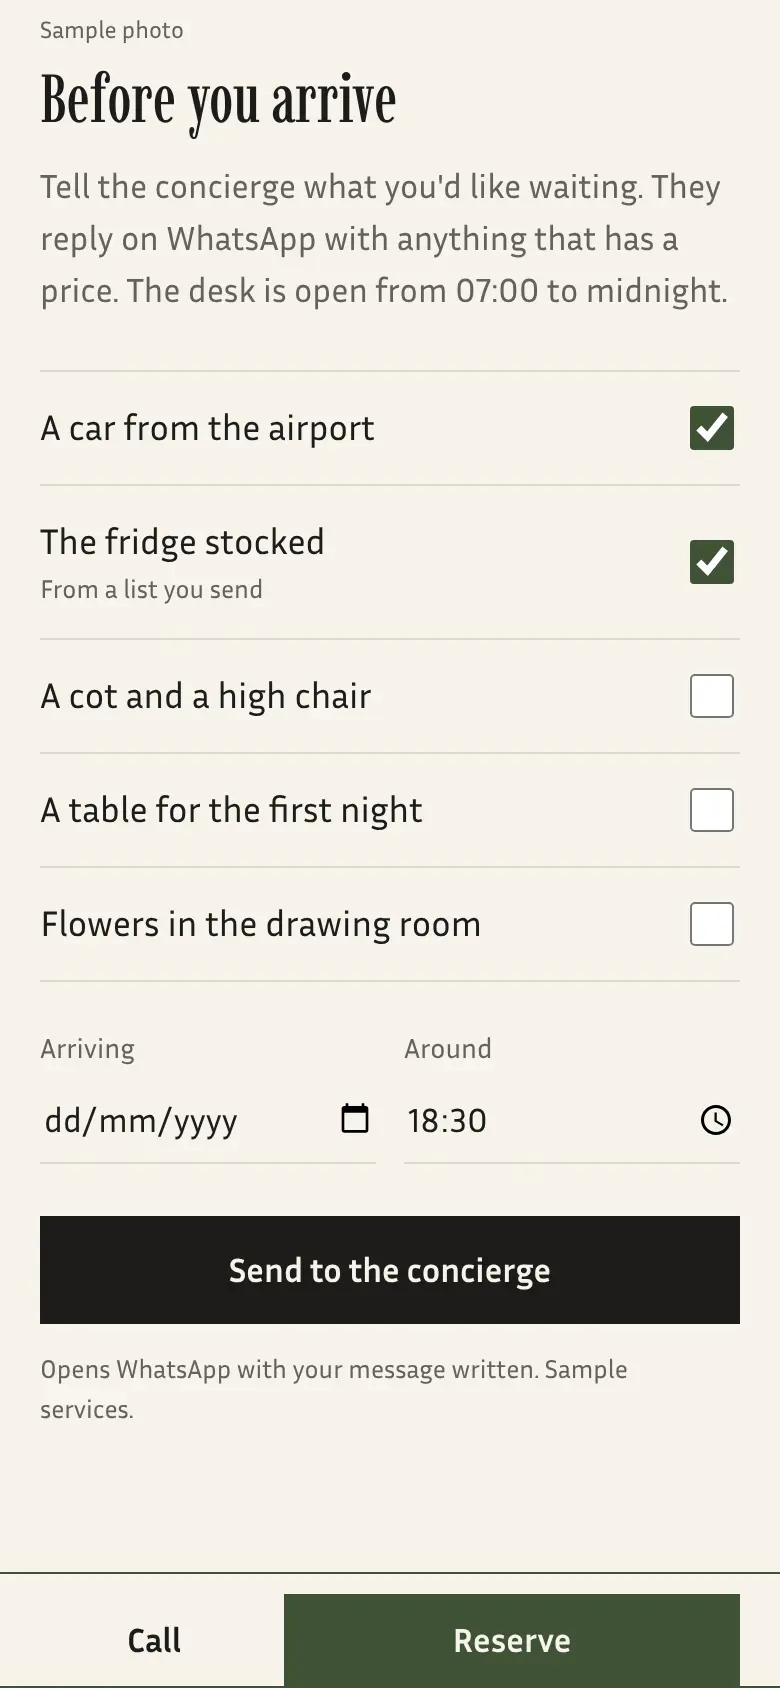 Sample photo
Before you arrive
Tell the concierge what you'd like waiting. They
reply on WhatsApp with anything that has a
price. The desk is open from 07:00 to midnight.
A car from the airport
The fridge stocked
From a list you send
A cot and a high chair
A table for the first night
Flowers in the drawing room
Arriving
Around
dd/mm/yyyy
18:30
Send to the concierge
Opens WhatsApp with your message written. Sample
services.
Call
Reserve